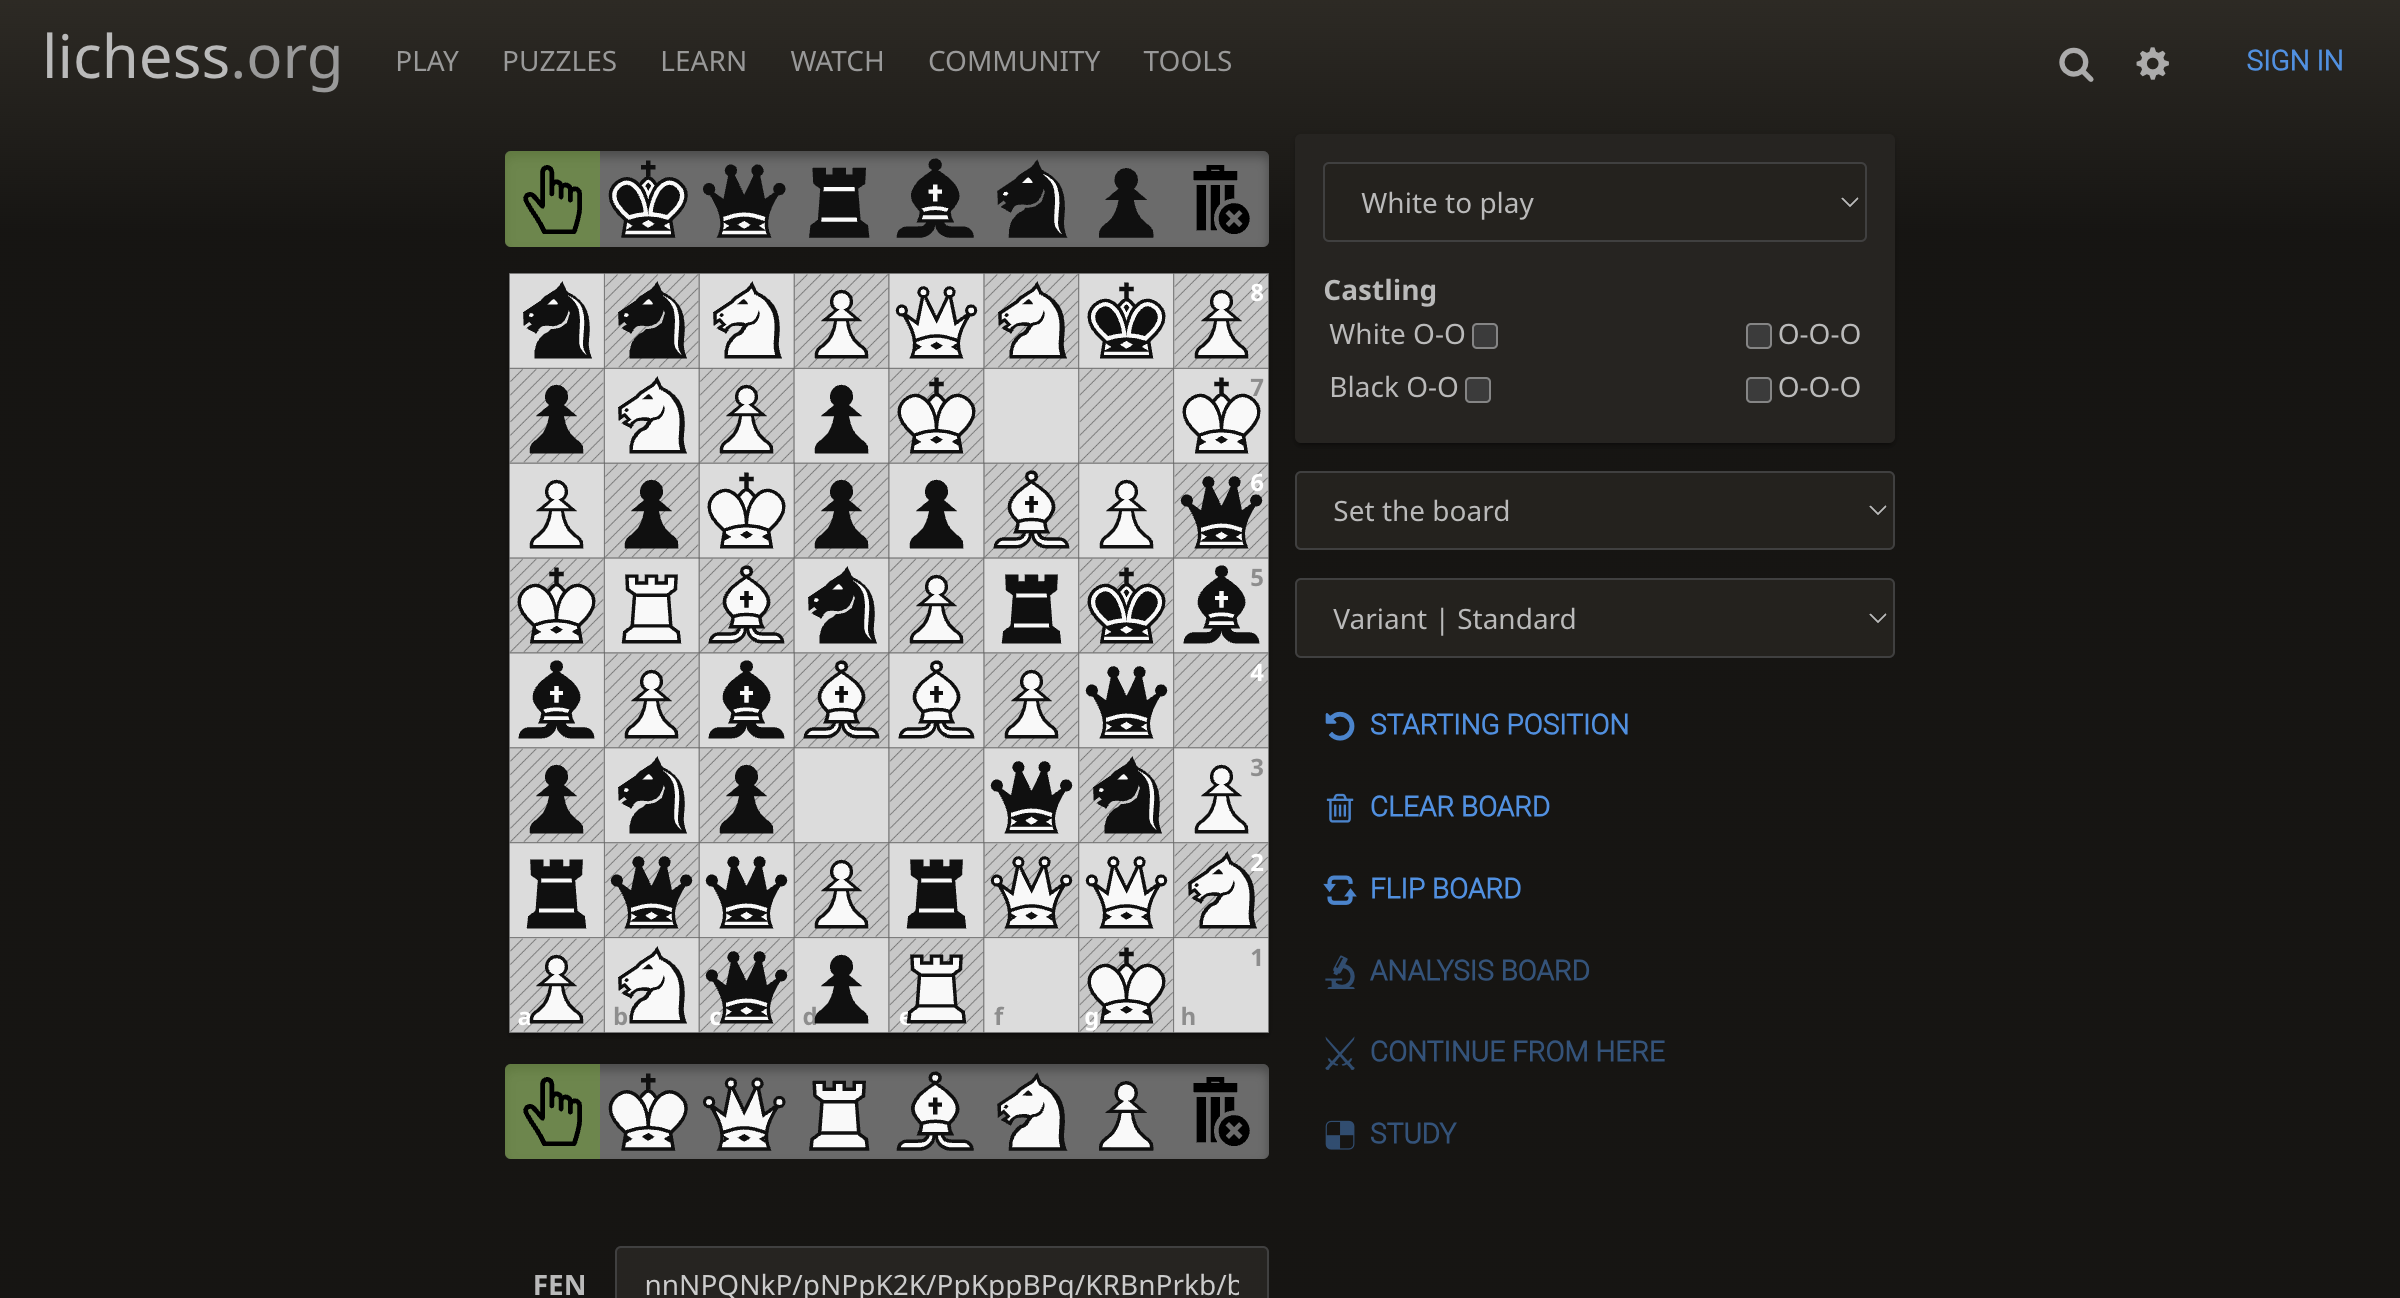 lichess.org PLAY PUZZLES LEARN WATCH COMMUNITY TOOLS SIGN IN
White to play
Castling
White O-O O-O-O
Black O-O O-O-O
Set the board
Variant | Standard
STARTING POSITION
CLEAR BOARD
FLIP BOARD
ANALYSIS BOARD
CONTINUE FROM HERE
STUDY
8
7
6
5
4
3
2
1
a b c d e f g h
FEN nnNPQNkP/pNPpK2K/PpKppBPq/KRBnPrkb/b